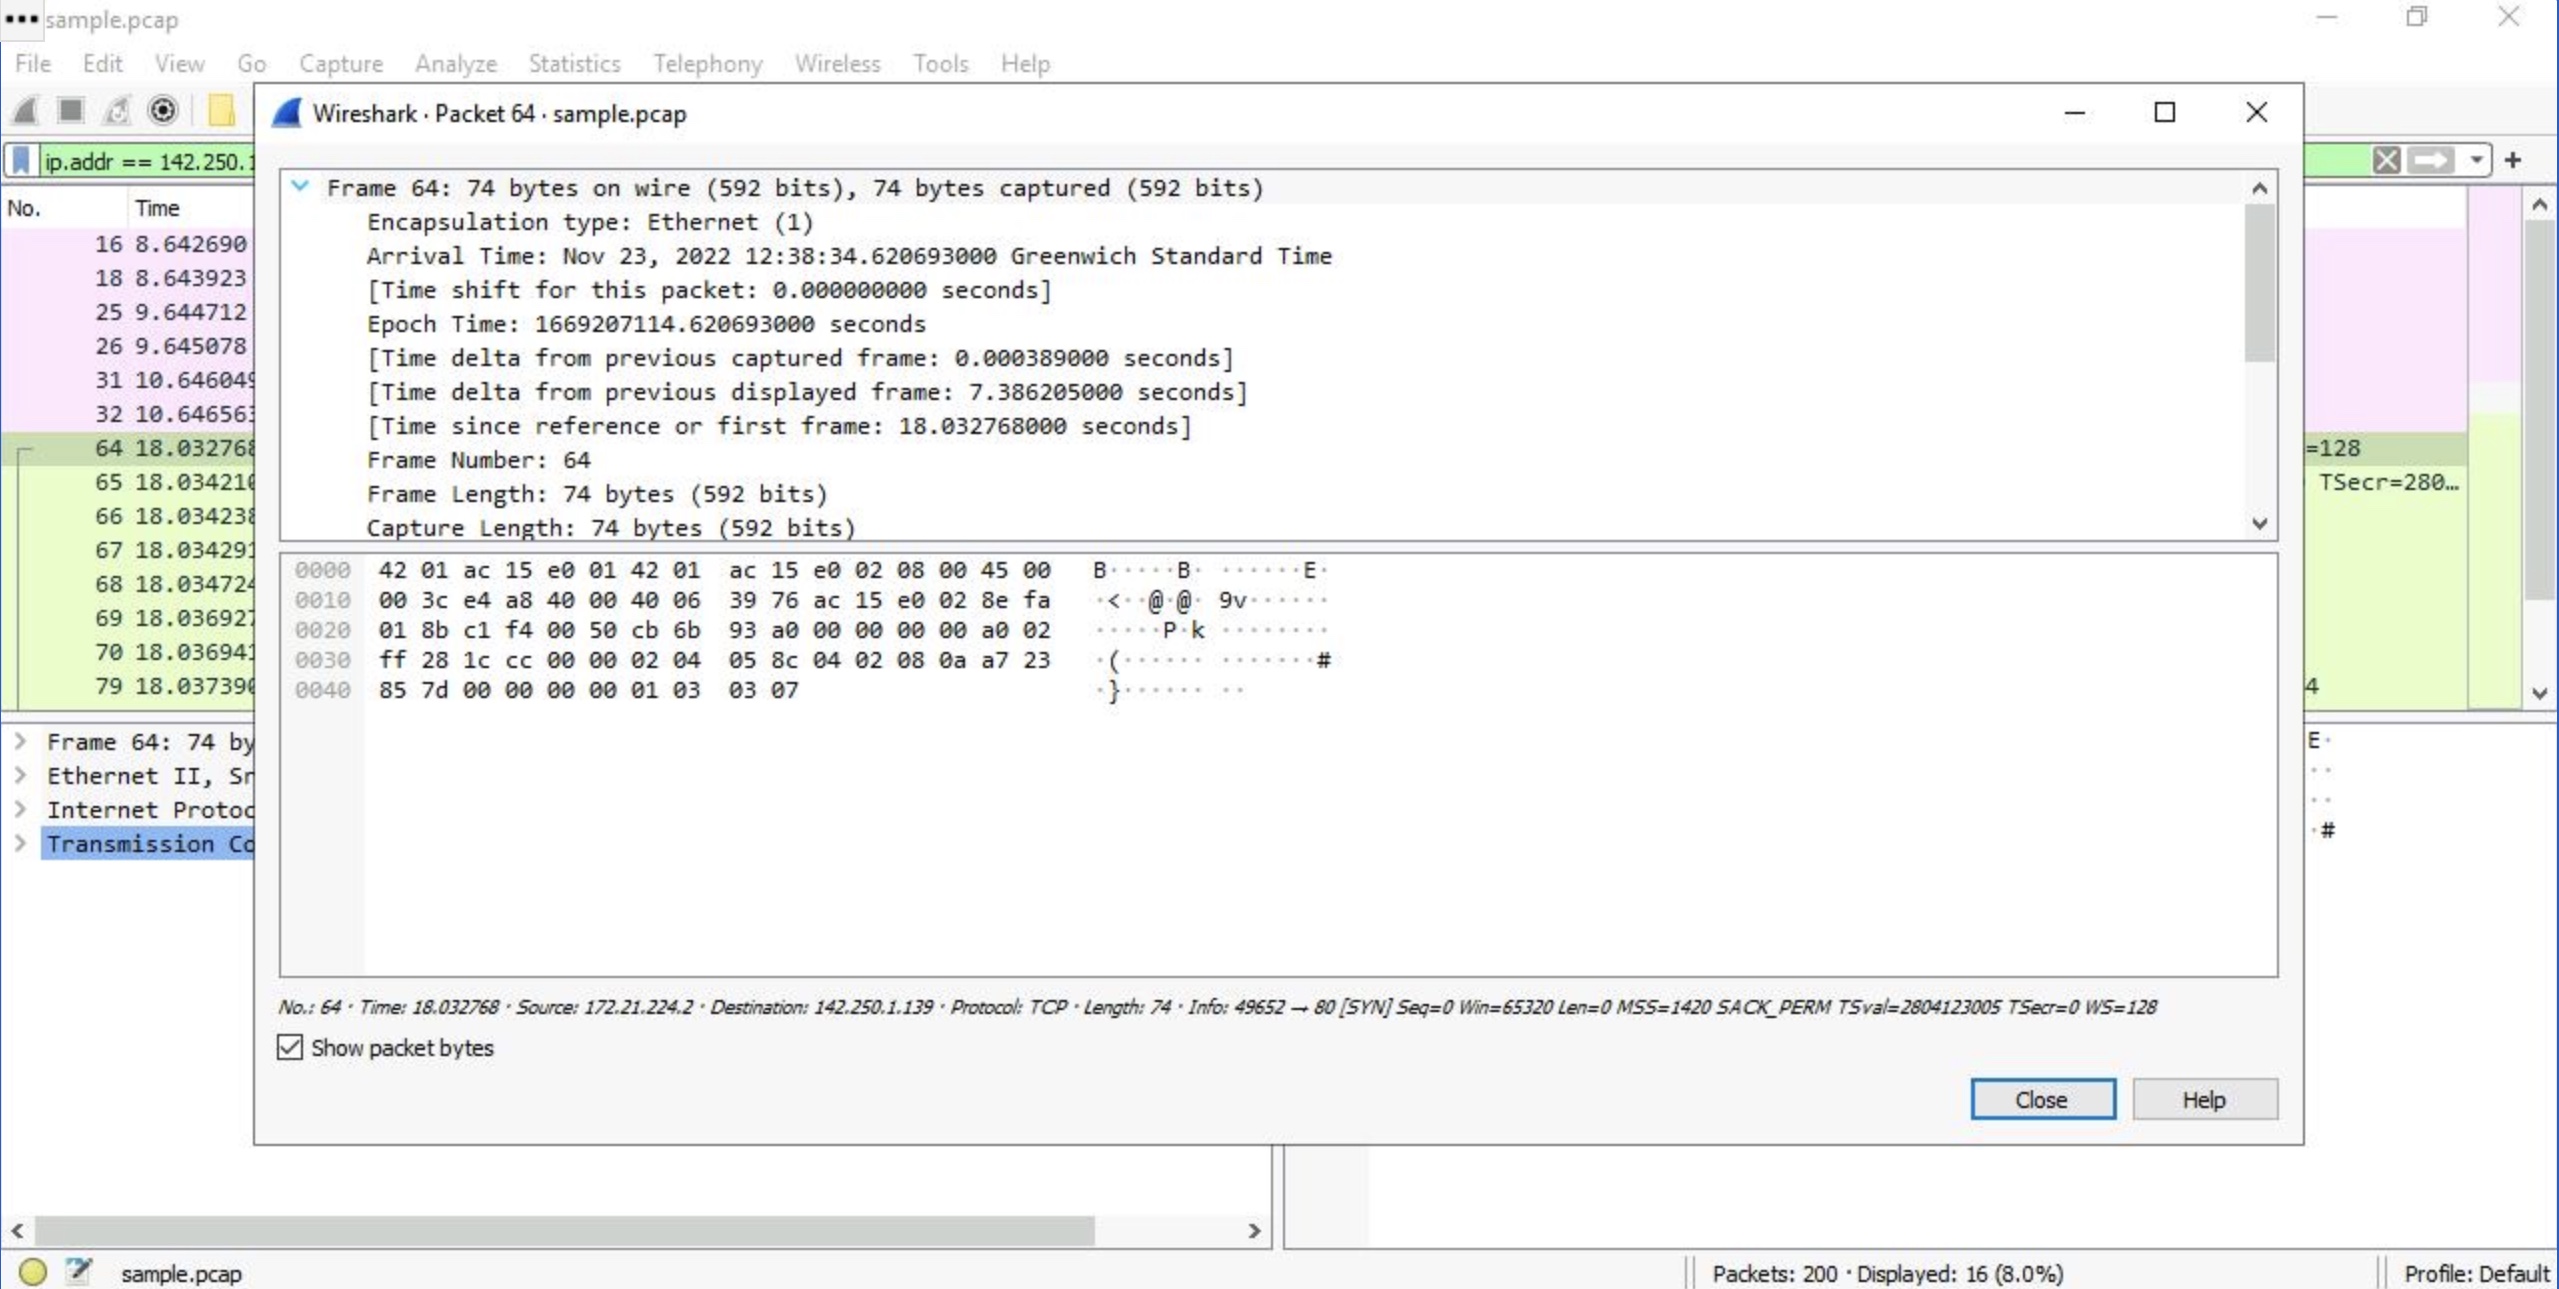 sample.pcap
File Edit View Go Capture Analyze Statistics Telephony Wireless Tools Help
Wireshark · Packet 64 · sample.pcap
ip.addr == 142.250.1
No. Time
16 8.642690
18 8.643923
25 9.644712
26 9.645078
31 10.646049
32 10.646563
64 18.032768 =128
65 18.034210 TSecr=280…
66 18.034238
67 18.034291
68 18.034724
69 18.036927
70 18.036941
79 18.037390 4
Frame 64: 74 bytes on wire (592 bits), 74 bytes captured (592 bits)
Encapsulation type: Ethernet (1)
Arrival Time: Nov 23, 2022 12:38:34.620693000 Greenwich Standard Time
[Time shift for this packet: 0.000000000 seconds]
Epoch Time: 1669207114.620693000 seconds
[Time delta from previous captured frame: 0.000389000 seconds]
[Time delta from previous displayed frame: 7.386205000 seconds]
[Time since reference or first frame: 18.032768000 seconds]
Frame Number: 64
Frame Length: 74 bytes (592 bits)
Capture Length: 74 bytes (592 bits)
0000 42 01 ac 15 e0 01 42 01 ac 15 e0 02 08 00 45 00 B·····B· ······E·
0010 00 3c e4 a8 40 00 40 06 39 76 ac 15 e0 02 8e fa ·<··@·@· 9v······
0020 01 8b c1 f4 00 50 cb 6b 93 a0 00 00 00 00 a0 02 ·····P·k ········
0030 ff 28 1c cc 00 00 02 04 05 8c 04 02 08 0a a7 23 ·(······ ·······#
0040 85 7d 00 00 00 00 01 03 03 07 ·}······ ··
Frame 64: 74 by E·
Ethernet II, Sr ··
Internet Protoc ··
Transmission Co ·#
No.: 64 · Time: 18.032768 · Source: 172.21.224.2 · Destination: 142.250.1.139 · Protocol: TCP · Length: 74 · Info: 49652 → 80 [SYN] Seq=0 Win=65320 Len=0 MSS=1420 SACK_PERM TSval=2804123005 TSecr=0 WS=128
Show packet bytes
Close Help
sample.pcap Packets: 200 · Displayed: 16 (8.0%) Profile: Default